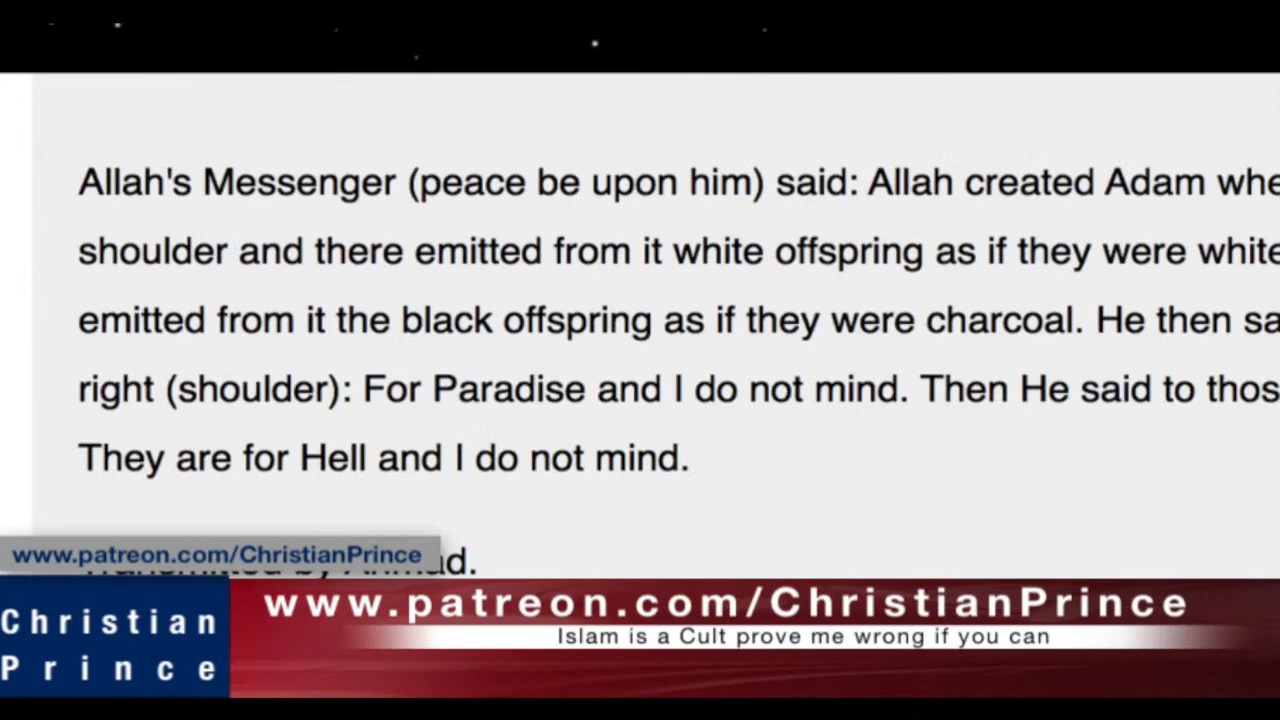 Allah's Messenger (peace be upon him) said: Allah created Adam whe
shoulder and there emitted from it white offspring as if they were white
emitted from it the black offspring as if they were charcoal. He then sa
right (shoulder): For Paradise and I do not mind. Then He said to thos
They are for Hell and I do not mind.
www.patreon.com/ChristianPrince
Transmitted by Ahmad.
Christian
Prince
www.patreon.com/ChristianPrince
Islam is a Cult prove me wrong if you can